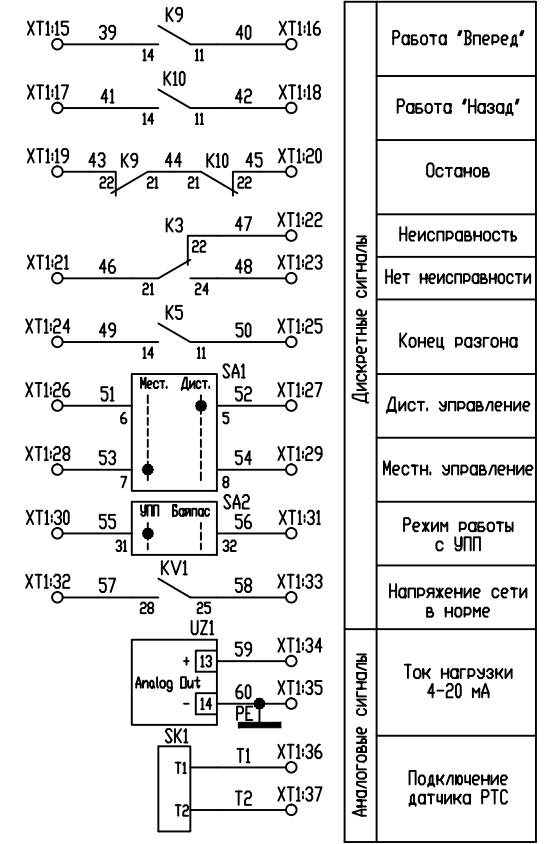 K9
XT1:15 39 40 XT1:16 Работа "Вперед"
14 11
K10
XT1:17 41 42 XT1:18 Работа "Назад"
14 11
XT1:19 43 K9 44 K10 45 XT1:20 Останов
22 21 21 22
K3 47 XT1:22 Неисправность
22
XT1:21 46 48 XT1:23 Нет неисправности
21 24
K5
XT1:24 49 50 XT1:25 Конец разгона
14 11
Дискретные сигналы
SA1
Мест. Дист.
XT1:26 51 52 XT1:27 Дист. управление
6 5
XT1:28 53 54 XT1:29 Местн. управление
7 8
SA2
УПП Байпас
XT1:30 55 56 XT1:31 Режим работы
с УПП
31 32
KV1
XT1:32 57 58 XT1:33 Напряжение сети
в норме
28 25
UZ1
+ 13 59 XT1:34 Ток нагрузки
4-20 мА
Analog Out
- 14 60 XT1:35
PE
Аналоговые сигналы
SK1
T1 T1 XT1:36 Подключение
датчика PTC
T2 T2 XT1:37